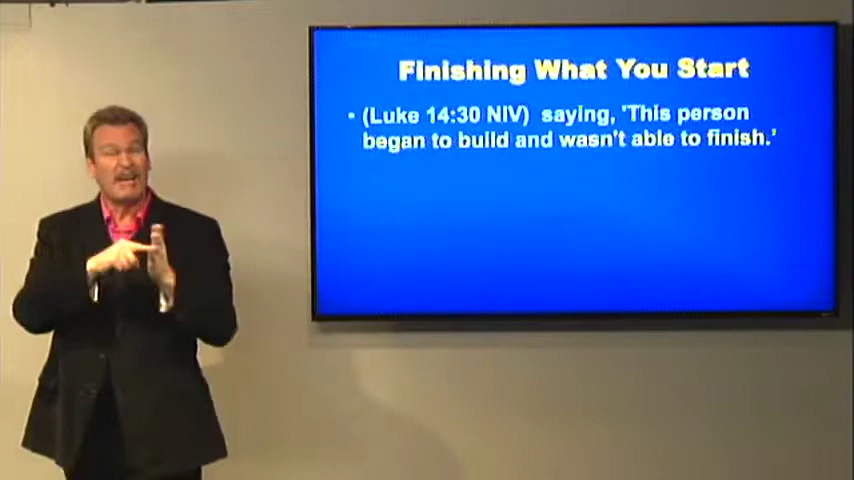 Finishing What You Start
• (Luke 14:30 NIV) saying, 'This person
began to build and wasn't able to finish.'